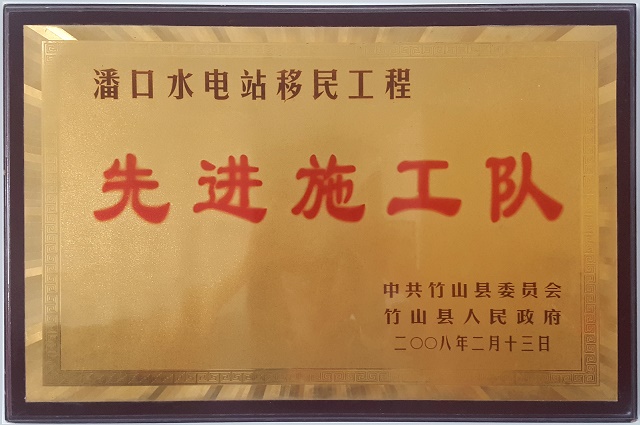 潘口水电站移民工程
先进施工队
中共竹山县委员会
竹山县人民政府
二〇〇八年二月十三日